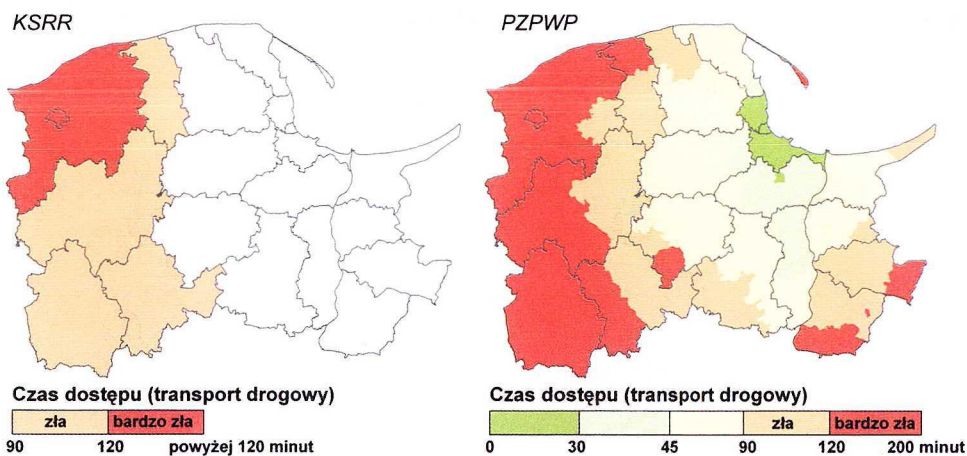 KSRR
Czas dostępu (transport drogowy)
zła bardzo zła
90 120 powyżej 120 minut
PZPWP
Czas dostępu (transport drogowy)
zła bardzo zła
0 30 45 90 120 200 minut